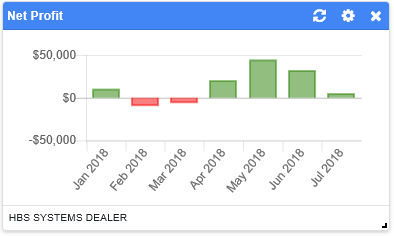 Net Profit
$50,000
$0
-$50,000
Jan 2018
Feb 2018
Mar 2018
Apr 2018
May 2018
Jun 2018
Jul 2018
HBS SYSTEMS DEALER